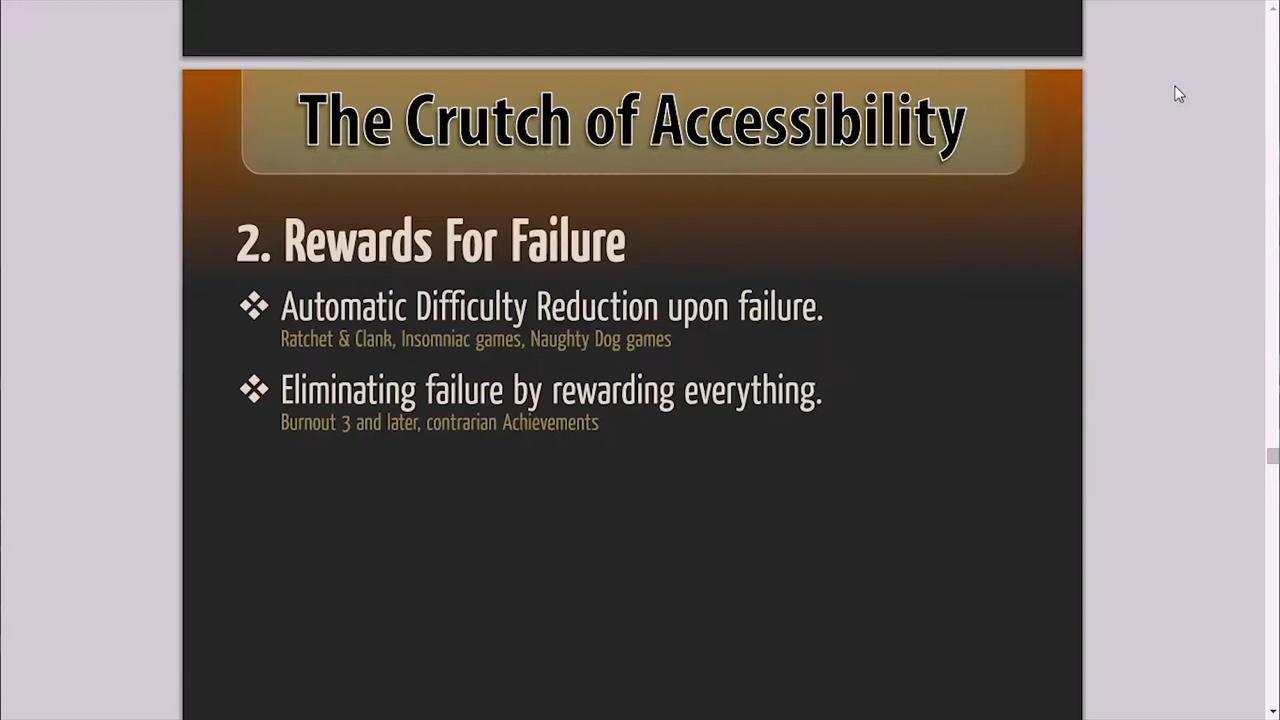 The Crutch of Accessibility
2. Rewards For Failure
Automatic Difficulty Reduction upon failure.
Ratchet & Clank, Insomniac games, Naughty Dog games
Eliminating failure by rewarding everything.
Burnout 3 and later, contrarian Achievements